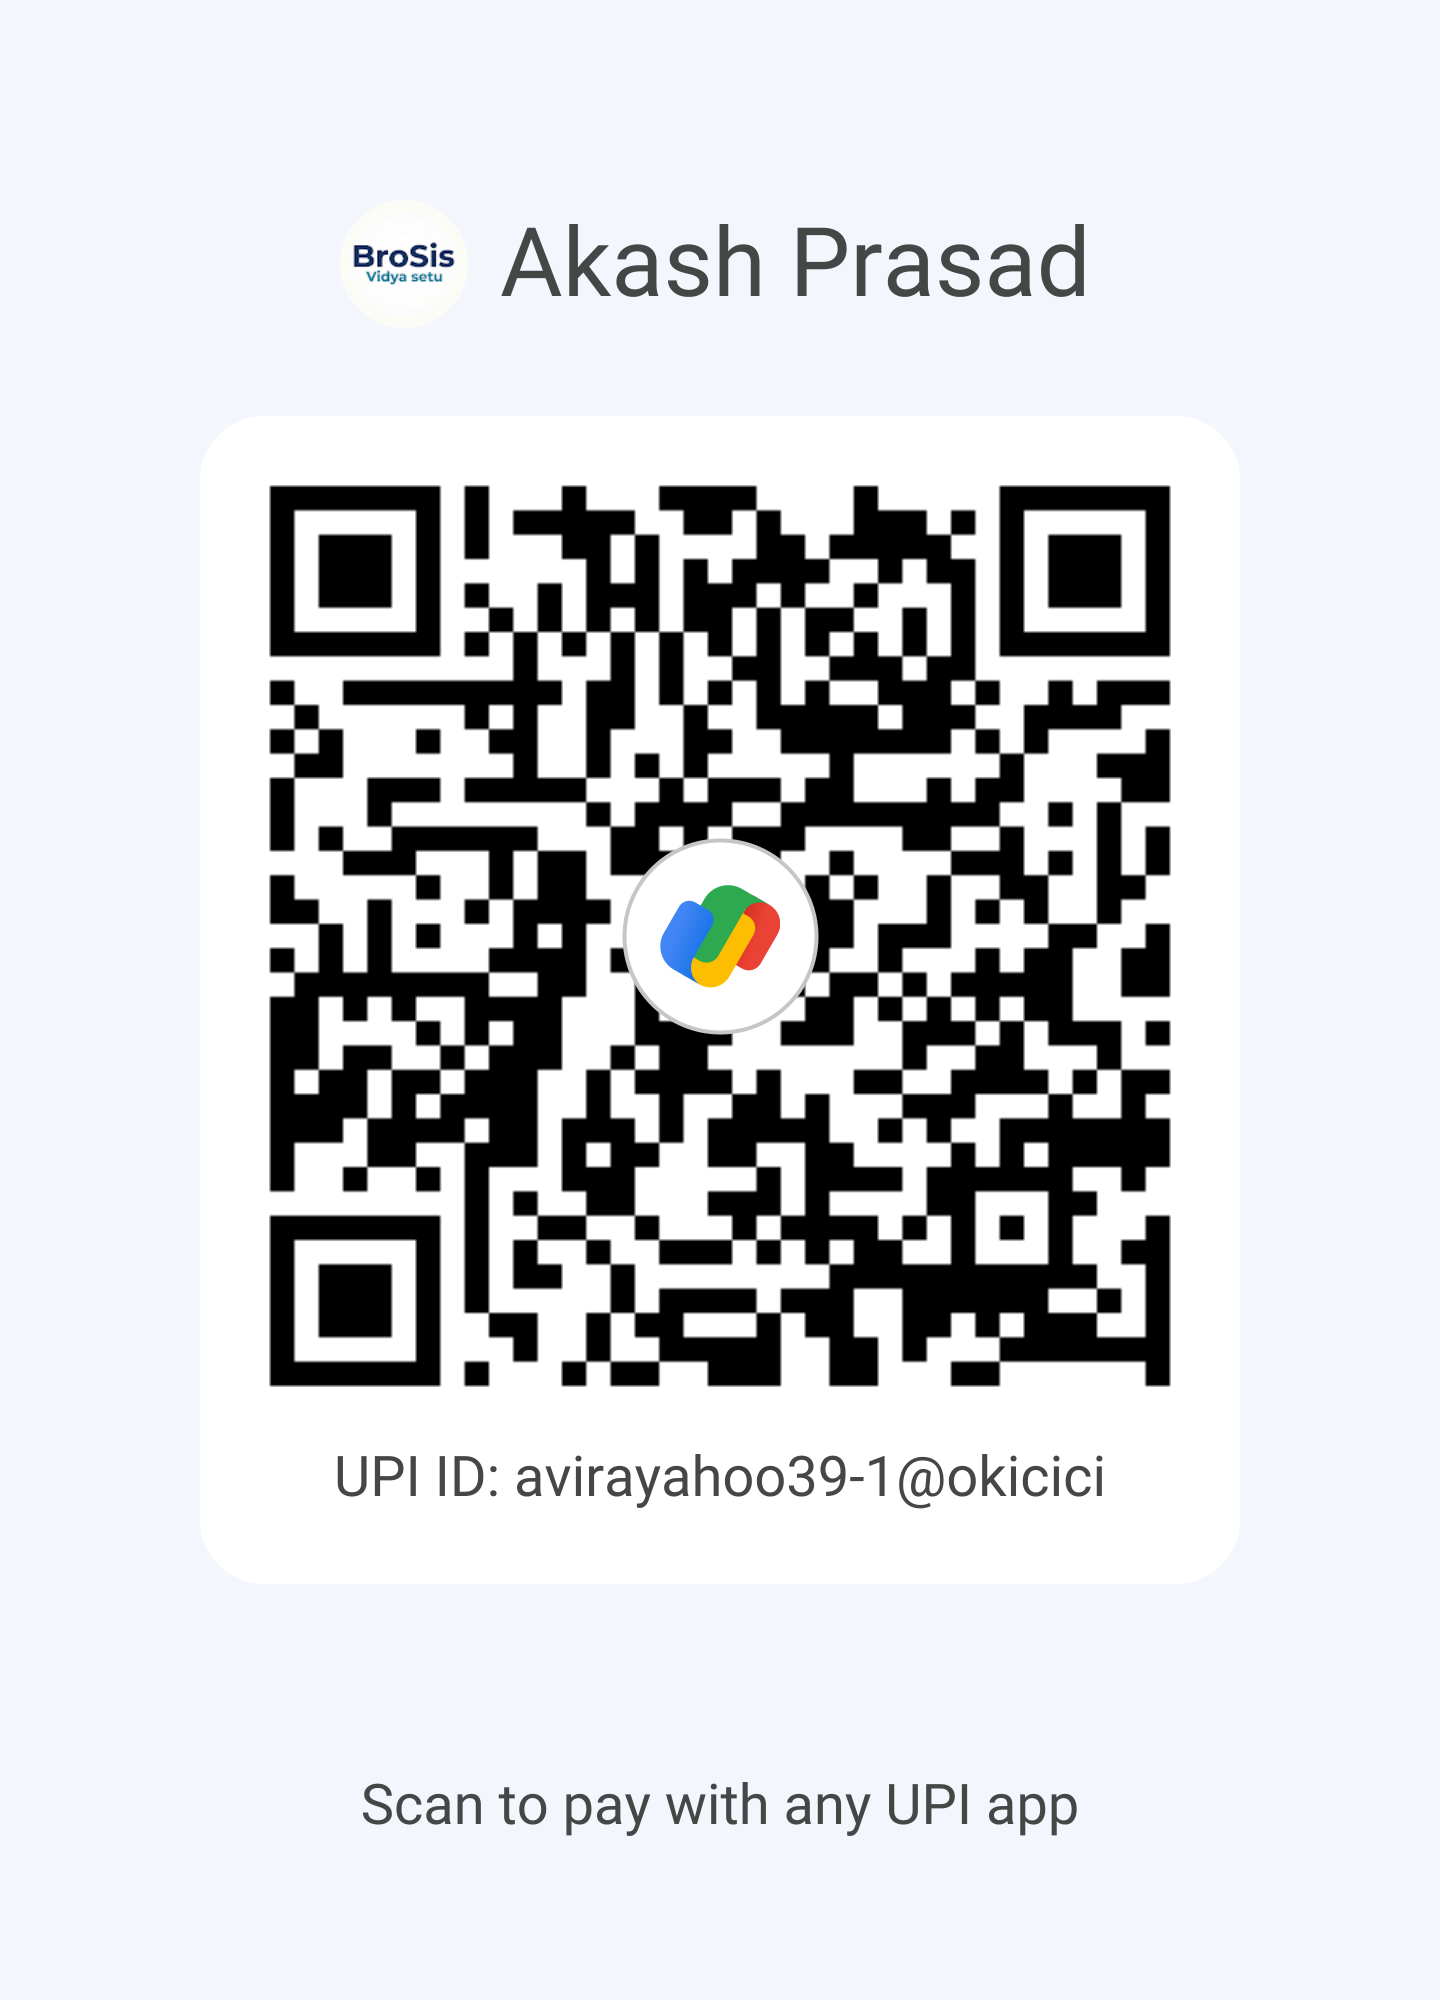 BroSis
Vidya setu
Akash Prasad
UPI ID: avirayahoo39-1@okicici
Scan to pay with any UPI app